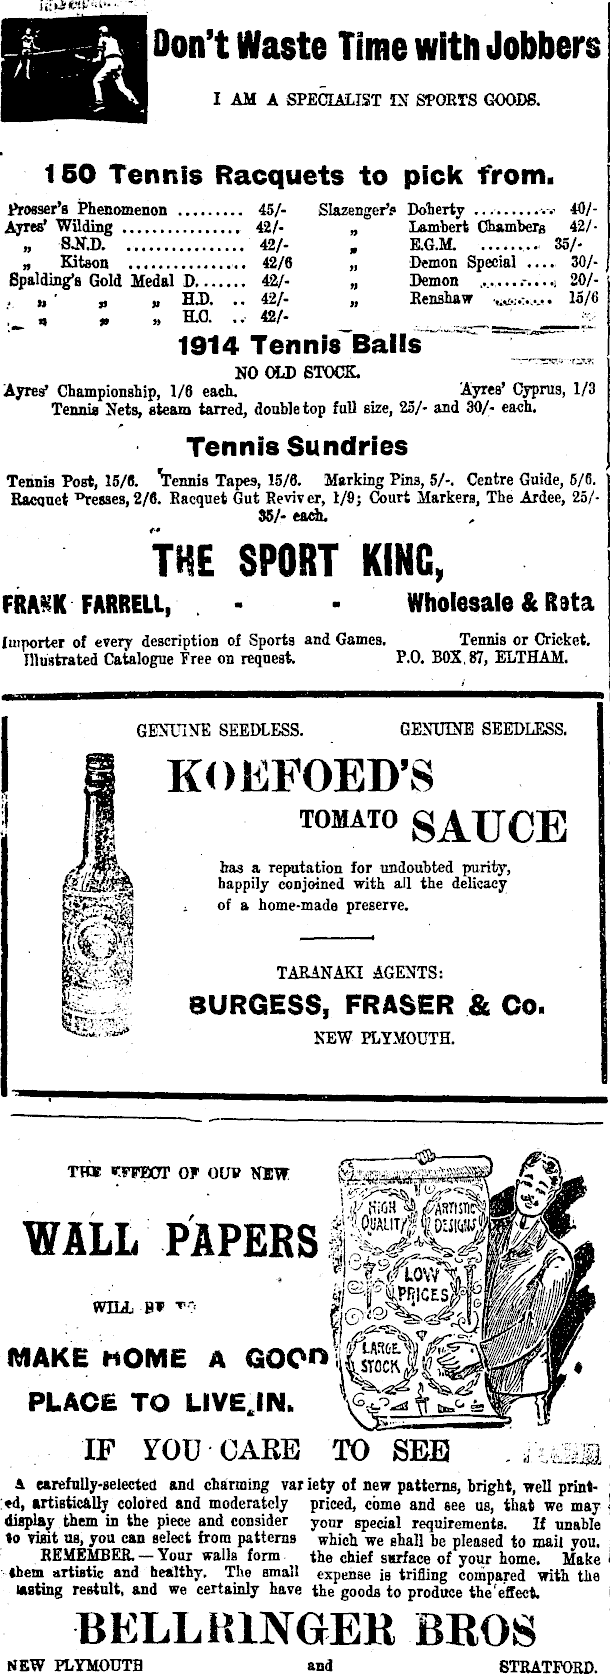 Don't Waste Time with Jobbers
I AM A SPECIALIST IN SPORTS GOODS.
150 Tennis Racquets to pick from.
Prosser's Phenomenon ......... 45/-
Ayres' Wilding ................ 42/-
„ S.N.D. ................ 42/-
„ Kitson ................ 42/6
Spalding's Gold Medal D. ...... 42/-
„ „ „ H.D. .. 42/-
„ „ „ H.C. .. 42/-
Slazenger's Doherty ........... 40/-
„ Lambert Chambers 42/-
„ E.G.M. ........ 35/-
„ Demon Special .... 30/-
„ Demon ........... 20/-
„ Renshaw .......... 15/6
1914 Tennis Balls
NO OLD STOCK.
Ayres' Championship, 1/6 each. Ayres' Cyprus, 1/3
Tennis Nets, steam tarred, double top full size, 25/- and 30/- each.
Tennis Sundries
Tennis Post, 15/6. Tennis Tapes, 15/6. Marking Pins, 5/-. Centre Guide, 5/6.
Racquet Presses, 2/6. Racquet Gut Reviver, 1/9; Court Markers, The Ardee, 25/-
35/- each.
THE SPORT KING,
FRANK FARRELL, - - Wholesale & Reta
Importer of every description of Sports and Games. Tennis or Cricket.
Illustrated Catalogue Free on request. P.O. BOX 87, ELTHAM.
GENUINE SEEDLESS. GENUINE SEEDLESS.
KOEFOED'S
TOMATO SAUCE
has a reputation for undoubted purity,
happily conjoined with all the delicacy
of a home-made preserve.
TARANAKI AGENTS:
BURGESS, FRASER & Co.
NEW PLYMOUTH.
THE EFFECT OF OUR NEW
WALL PAPERS
WILL BE TO
MAKE HOME A GOOD
PLACE TO LIVE IN.
HIGH QUALITY
ARTISTIC DESIGNS
LOW PRICES
LARGE STOCK
IF YOU CARE TO SEE
A carefully-selected and charming variety of new patterns, bright, well print-
ed, artistically colored and moderately priced, come and see us, that we may
display them in the piece and consider your special requirements. If unable
to visit us, you can select from patterns which we shall be pleased to mail you.
REMEMBER.—Your walls form the chief surface of your home. Make
them artistic and healthy. The small expense is trifling compared with the
lasting restult, and we certainly have the goods to produce the effect.
BELLRINGER BROS
NEW PLYMOUTH and STRATFORD.